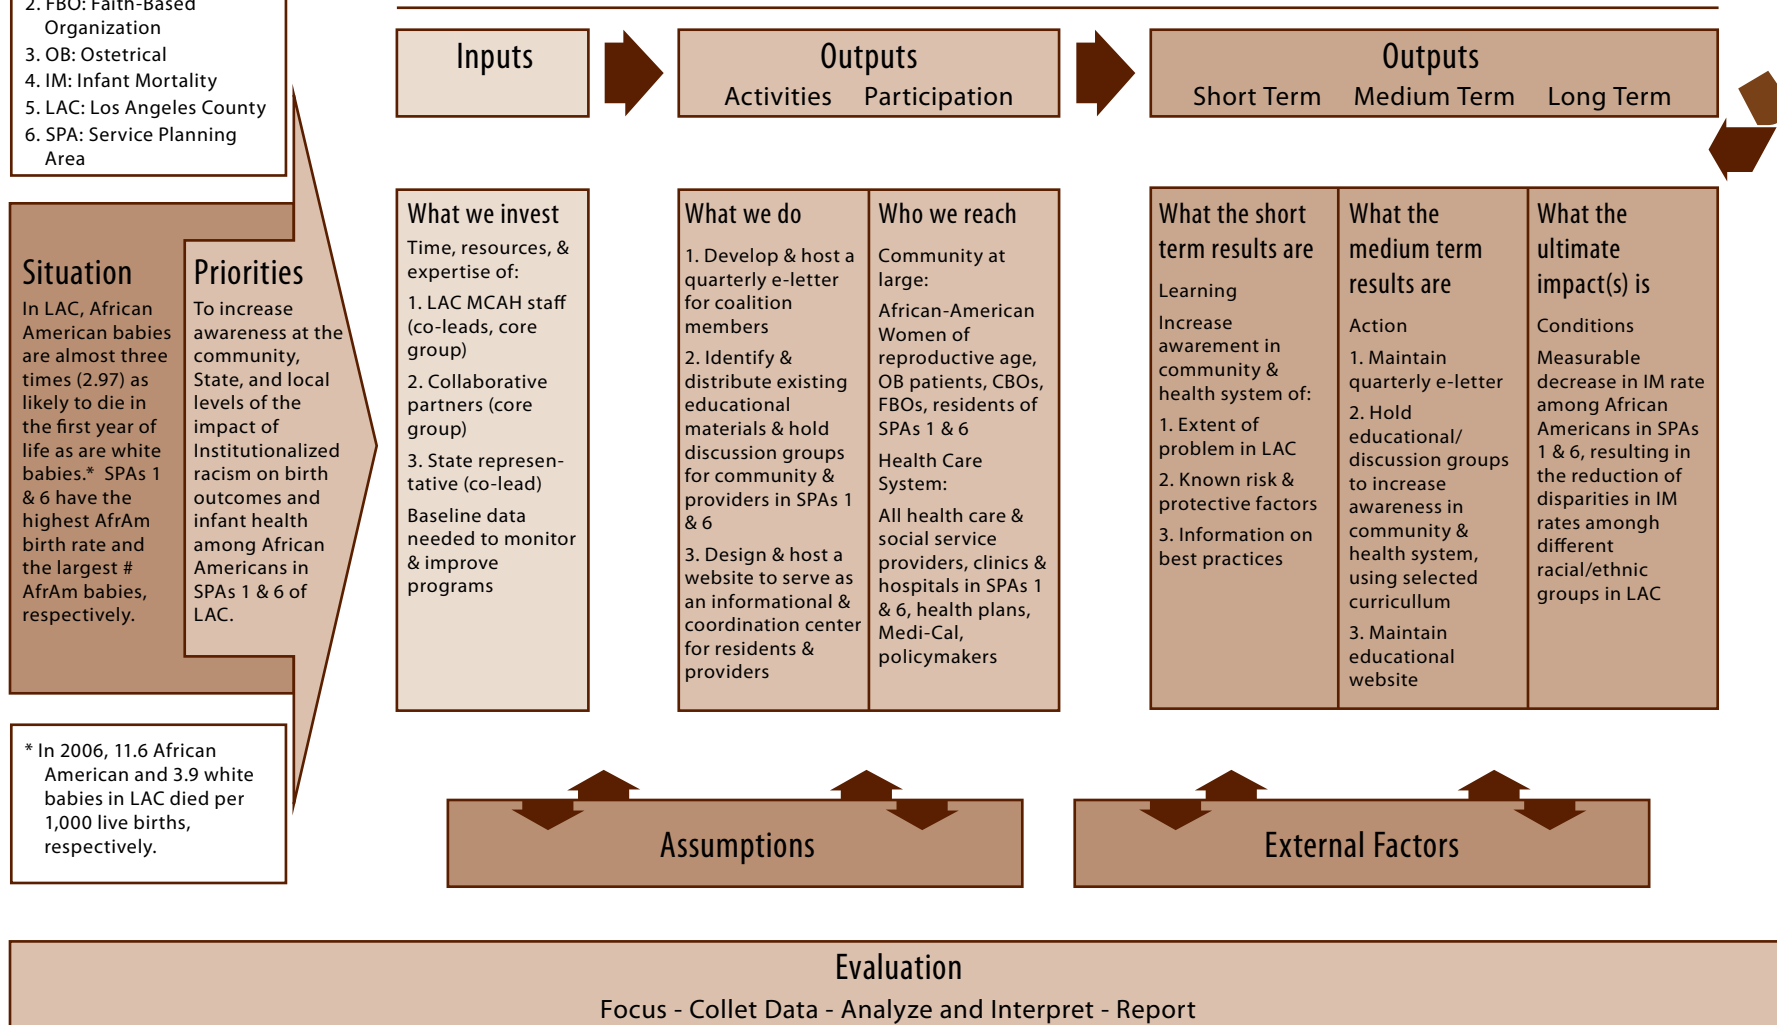 2. FBO: Faith-Based
Organization
3. OB: Ostetrical
4. IM: Infant Mortality
5. LAC: Los Angeles County
6. SPA: Service Planning
Area
Situation
In LAC, African
American babies
are almost three
times (2.97) as
likely to die in
the first year of
life as are white
babies.* SPAs 1
& 6 have the
highest AfrAm
birth rate and
the largest #
AfrAm babies,
respectively.
Priorities
To increase
awareness at the
community,
State, and local
levels of the
impact of
Institutionalized
racism on birth
outcomes and
infant health
among African
Americans in
SPAs 1 & 6 of
LAC.
* In 2006, 11.6 African
American and 3.9 white
babies in LAC died per
1,000 live births,
respectively.
Inputs
What we invest
Time, resources, &
expertise of:
1. LAC MCAH staff
(co-leads, core
group)
2. Collaborative
partners (core
group)
3. State represen-
tative (co-lead)
Baseline data
needed to monitor
& improve
programs
Outputs
Activities Participation
What we do
1. Develop & host a
quarterly e-letter
for coalition
members
2. Identify &
distribute existing
educational
materials & hold
discussion groups
for community &
providers in SPAs 1
& 6
3. Design & host a
website to serve as
an informational &
coordination center
for residents &
providers
Who we reach
Community at
large:
African-American
Women of
reproductive age,
OB patients, CBOs,
FBOs, residents of
SPAs 1 & 6
Health Care
System:
All health care &
social service
providers, clinics &
hospitals in SPAs 1
& 6, health plans,
Medi-Cal,
policymakers
Outputs
Short Term Medium Term Long Term
What the short
term results are
Learning
Increase
awarement in
community &
health system of:
1. Extent of
problem in LAC
2. Known risk &
protective factors
3. Information on
best practices
What the
medium term
results are
Action
1. Maintain
quarterly e-letter
2. Hold
educational/
discussion groups
to increase
awareness in
community &
health system,
using selected
curricullum
3. Maintain
educational
website
What the
ultimate
impact(s) is
Conditions
Measurable
decrease in IM rate
among African
Americans in SPAs
1 & 6, resulting in
the reduction of
disparities in IM
rates amongh
different
racial/ethnic
groups in LAC
Assumptions
External Factors
Evaluation
Focus - Collet Data - Analyze and Interpret - Report